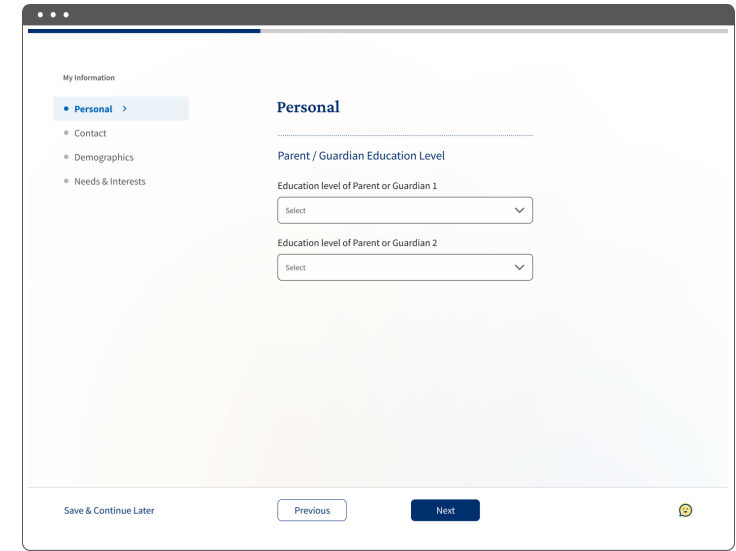 My Information
Personal >
Contact
Demographics
Needs & Interests
Personal
Parent / Guardian Education Level
Education level of Parent or Guardian 1
Select
Education level of Parent or Guardian 2
Select
Save & Continue Later
Previous
Next